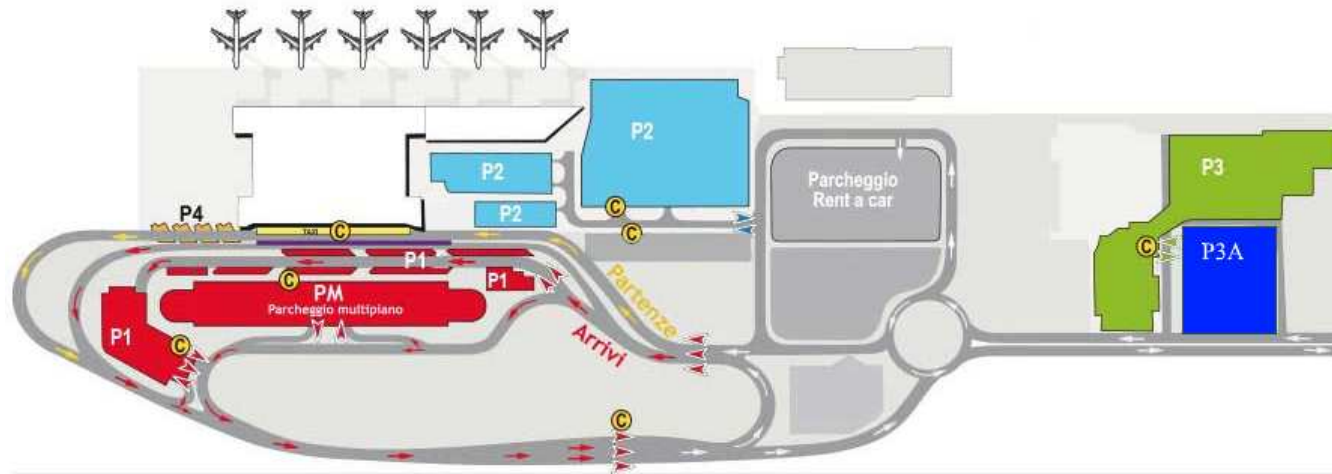 P2
P2
P2
P4
TAXI
C
C
C
Parcheggio
Rent a car
P3
C
P3A
P1
C
P1
PM
Parcheggio multipiano
P1
C
Partenze
Arrivi
C